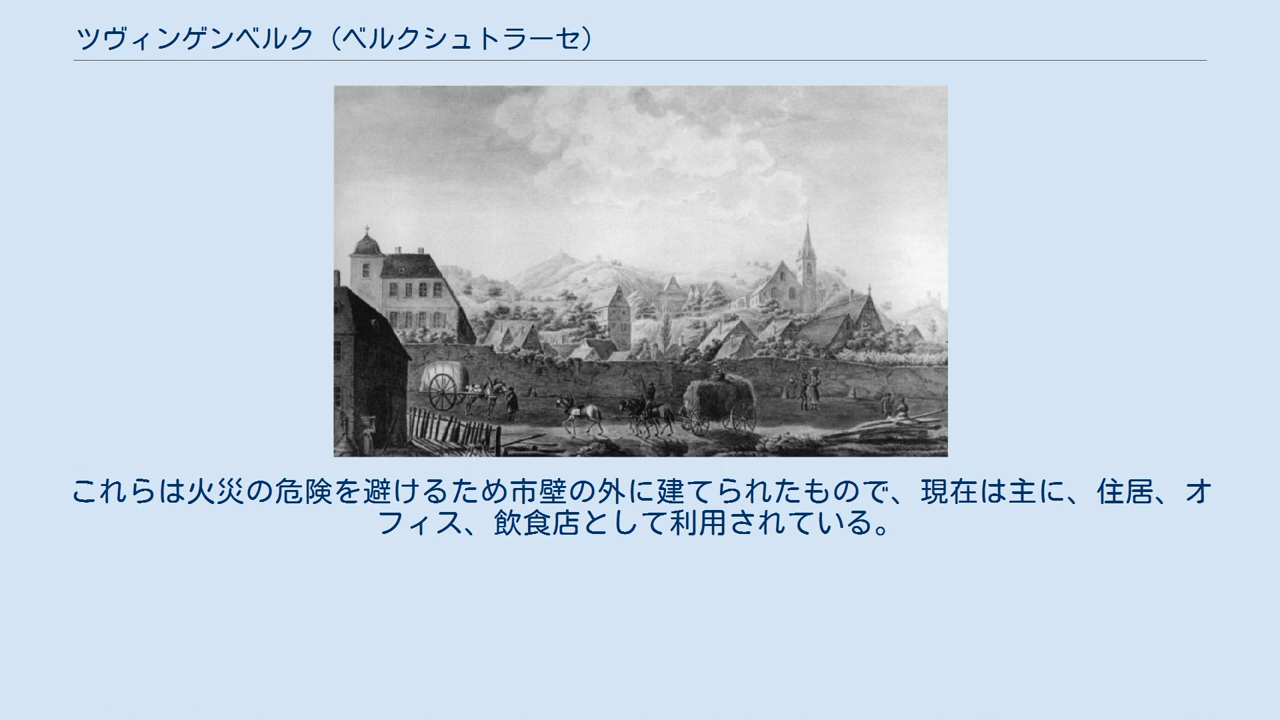 ツヴィンゲンベルク（ベルクシュトラーセ）
これらは火災の危険を避けるため市壁の外に建てられたもので、現在は主に、住居、オ
フィス、飲食店として利用されている。